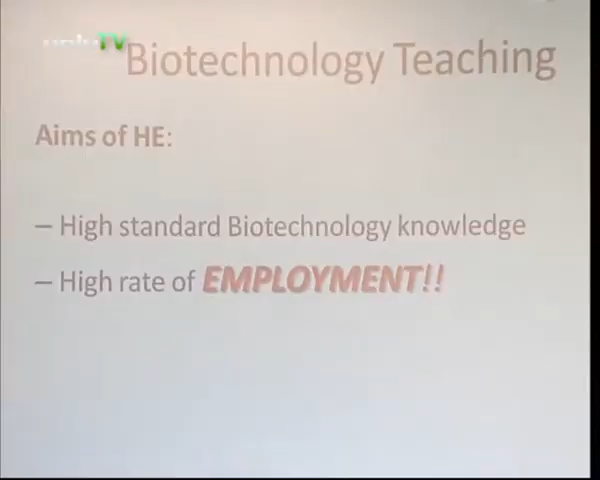 Biotechnology Teaching
Aims of HE:
– High standard Biotechnology knowledge
– High rate of EMPLOYMENT!!